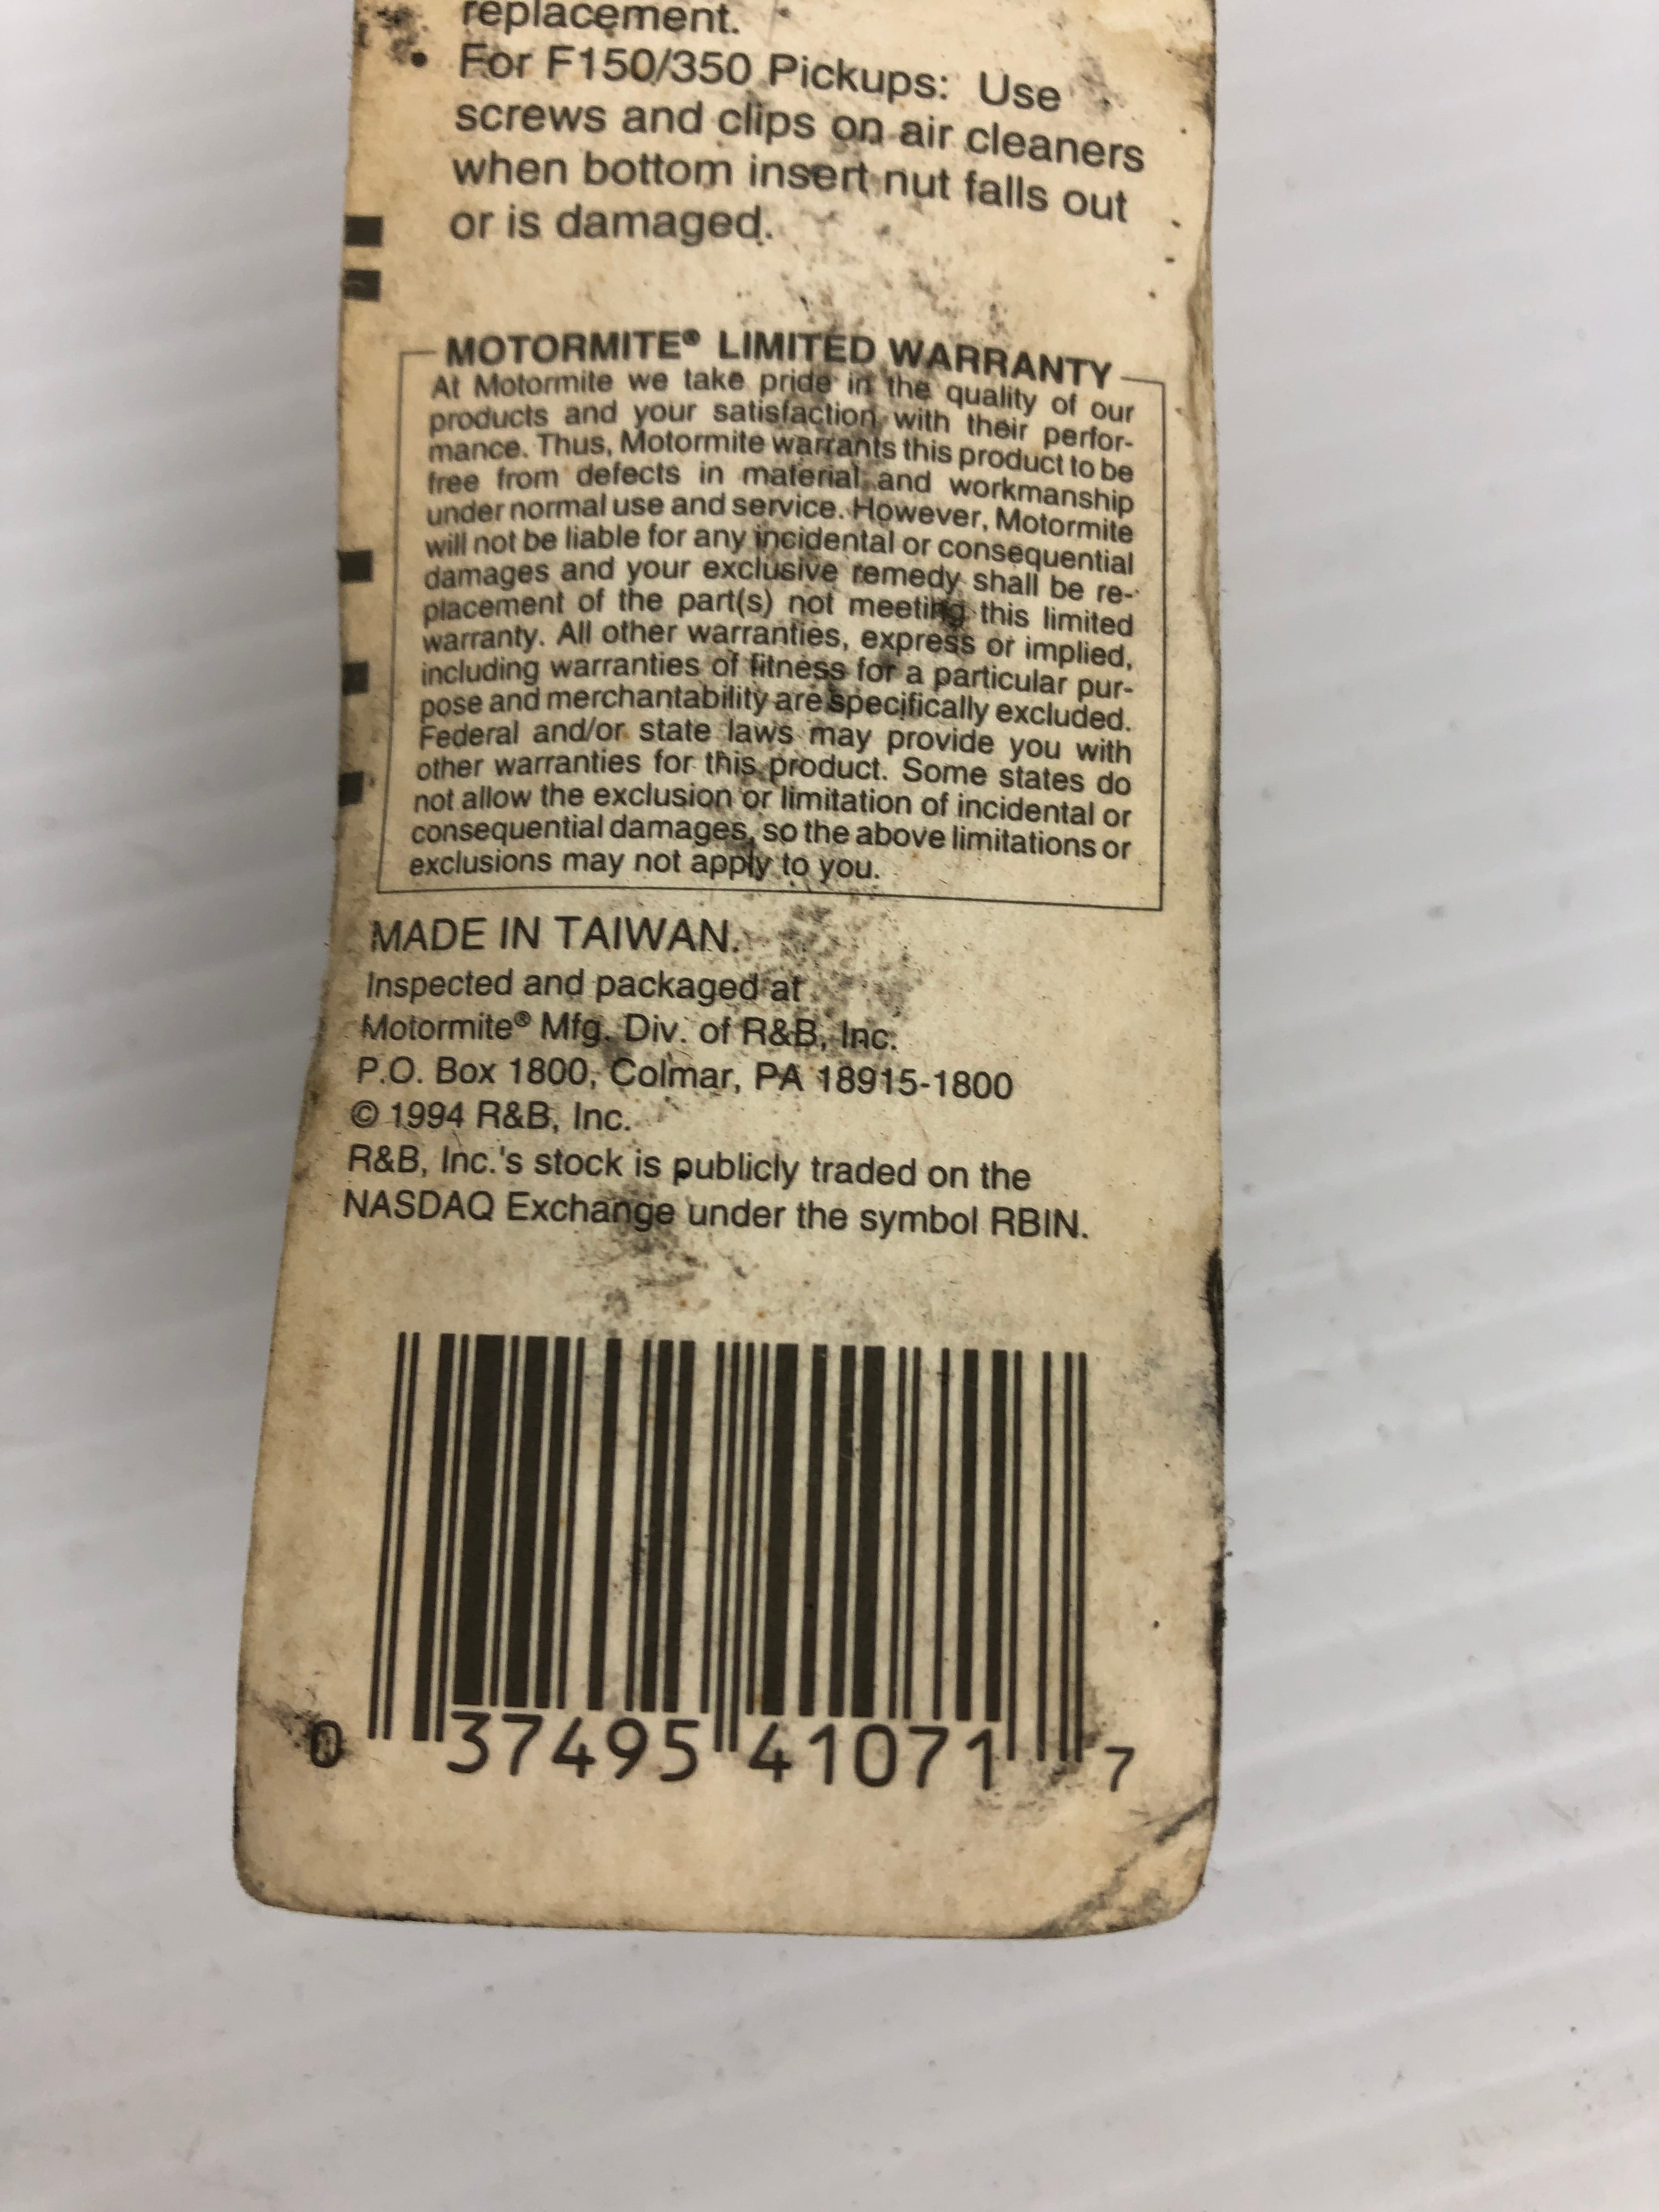 replacement.
• For F150/350 Pickups: Use
screws and clips on air cleaners
when bottom insert nut falls out
or is damaged.
MOTORMITE® LIMITED WARRANTY
At Motormite we take pride in the quality of our
products and your satisfaction with their perfor-
mance. Thus, Motormite warrants this product to be
free from defects in material and workmanship
under normal use and service. However, Motormite
will not be liable for any incidental or consequential
damages and your exclusive remedy shall be re-
placement of the part(s) not meeting this limited
warranty. All other warranties, express or implied,
including warranties of fitness for a particular pur-
pose and merchantability are specifically excluded.
Federal and/or state laws may provide you with
other warranties for this product. Some states do
not allow the exclusion or limitation of incidental or
consequential damages, so the above limitations or
exclusions may not apply to you.
MADE IN TAIWAN.
Inspected and packaged at
Motormite® Mfg. Div. of R&B, Inc.
P.O. Box 1800, Colmar, PA 18915-1800
© 1994 R&B, Inc.
R&B, Inc.'s stock is publicly traded on the
NASDAQ Exchange under the symbol RBIN.
0 37495 41071 7